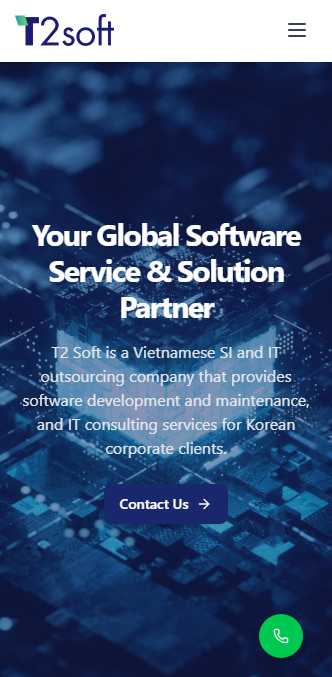 T2soft
Your Global Software
Service & Solution
Partner
T2 Soft is a Vietnamese SI and IT
outsourcing company that provides
software development and maintenance,
and IT consulting services for Korean
corporate clients.
Contact Us